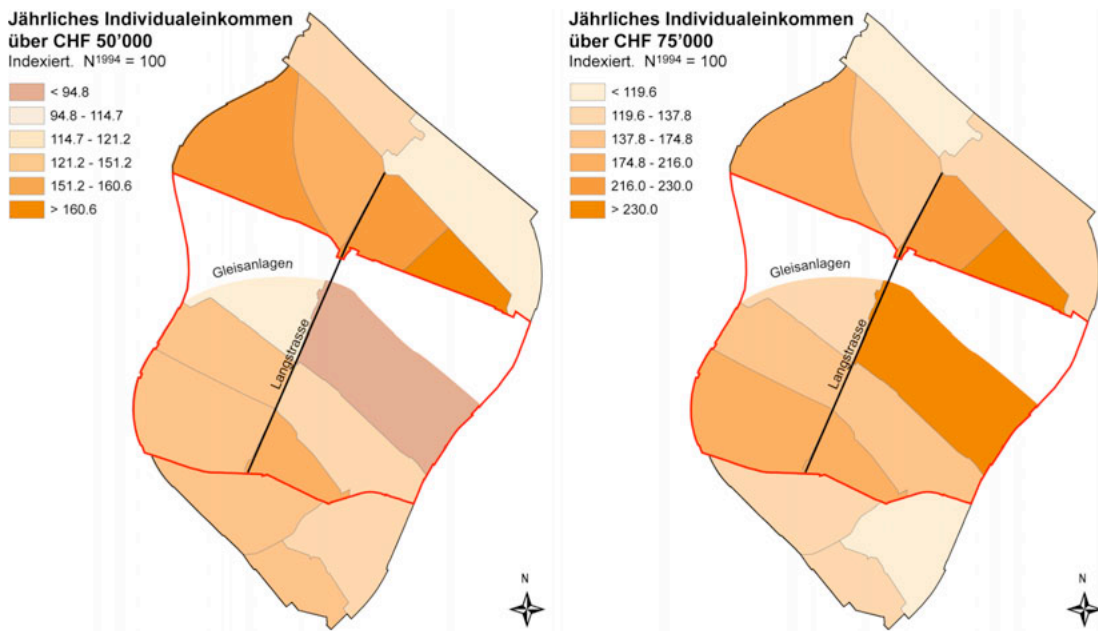 Jährliches Individualeinkommen
über CHF 50’000
Indexiert. N1994 = 100
< 94.8
94.8 - 114.7
114.7 - 121.2
121.2 - 151.2
151.2 - 160.6
> 160.6
Gleisanlagen
Langstrasse
N
Jährliches Individualeinkommen
über CHF 75’000
Indexiert. N1994 = 100
< 119.6
119.6 - 137.8
137.8 - 174.8
174.8 - 216.0
216.0 - 230.0
> 230.0
Gleisanlagen
Langstrasse
N